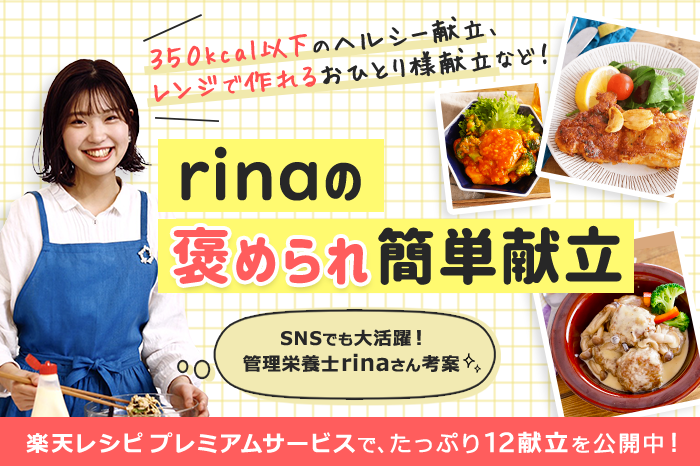 350kcal以下のヘルシー献立、
レンジで作れるおひとり様献立など！
rinaの
褒められ簡単献立
SNSでも大活躍！
管理栄養士rinaさん考案
楽天レシピ プレミアムサービスで、たっぷり12献立を公開中！